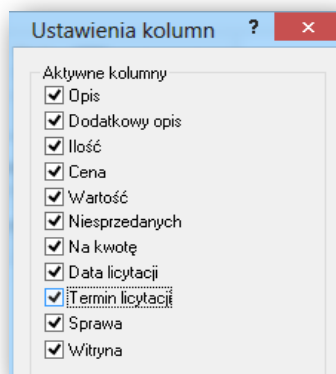 Ustawienia kolumn ? ×
Aktywne kolumny
Opis
Dodatkowy opis
Ilość
Cena
Wartość
Niesprzedanych
Na kwotę
Data licytacji
Termin licytacji
Sprawa
Witryna